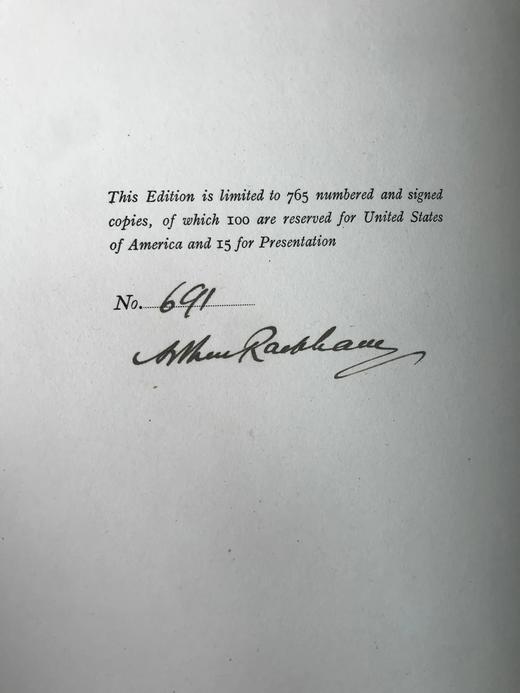 This Edition is limited to 765 numbered and signed
copies, of which 100 are reserved for United States
of America and 15 for Presentation
No. 691
Arthur Rackham